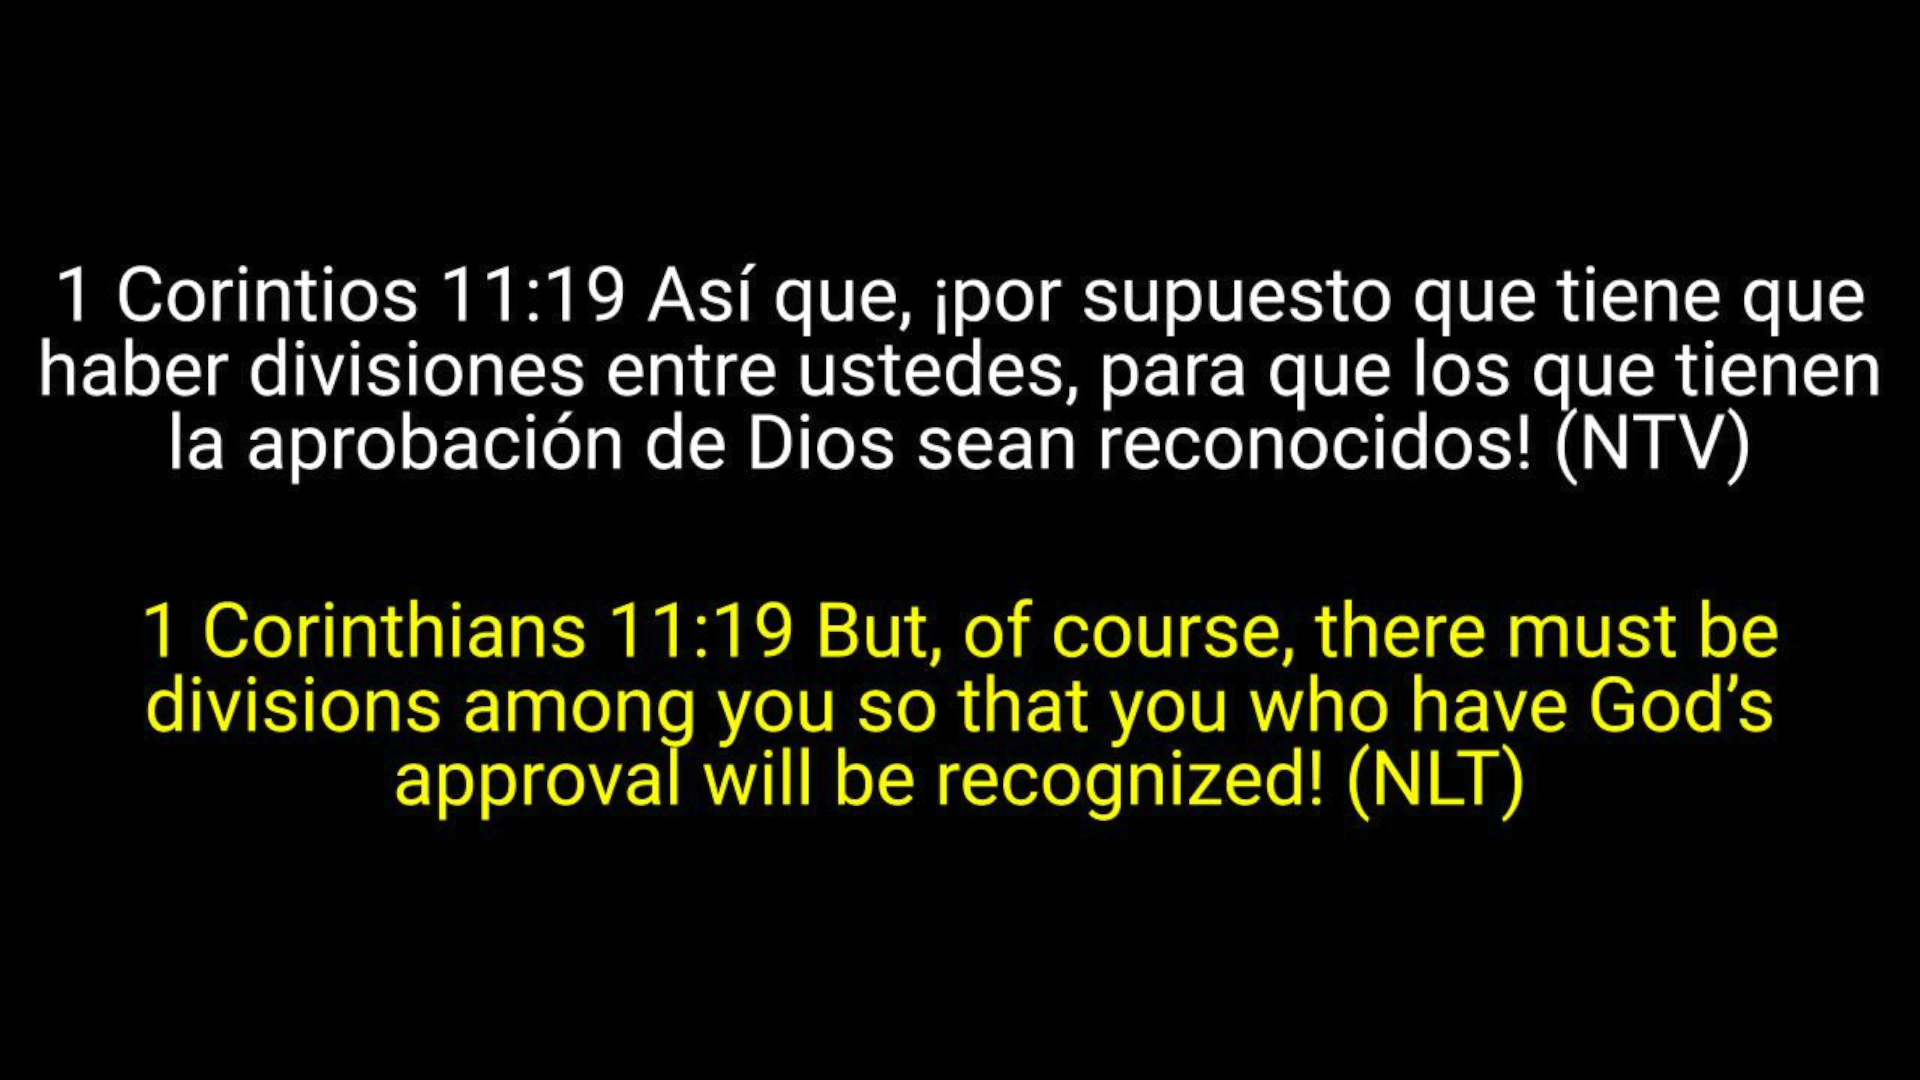 1 Corintios 11:19 Así que, ¡por supuesto que tiene que
haber divisiones entre ustedes, para que los que tienen
la aprobación de Dios sean reconocidos! (NTV)
1 Corinthians 11:19 But, of course, there must be
divisions among you so that you who have God’s
approval will be recognized! (NLT)